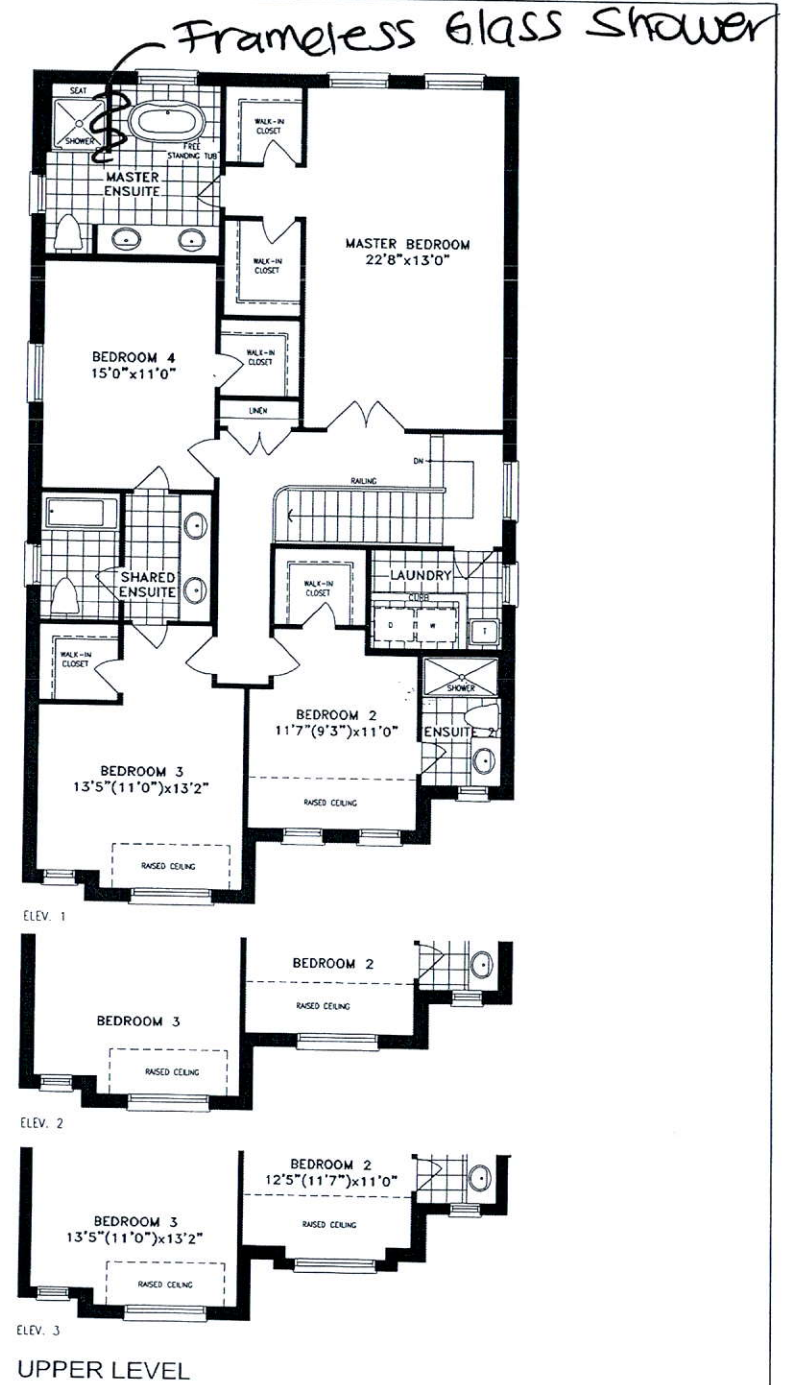 Frameless Glass Shower
SEAT
SHOWER
FREE
STANDING TUB
MASTER
ENSUITE
WALK-IN
CLOSET
WALK-IN
CLOSET
MASTER BEDROOM
22'8"x13'0"
BEDROOM 4
15'0"x11'0"
WALK-IN
CLOSET
LINEN
DN
RAILING
SHARED
ENSUITE
WALK-IN
CLOSET
LAUNDRY
CURB
D
W
T
WALK-IN
CLOSET
SHOWER
BEDROOM 2
11'7"(9'3")x11'0"
ENSUITE 2
BEDROOM 3
13'5"(11'0")x13'2"
RAISED CEILING
RAISED CEILING
ELEV. 1
BEDROOM 2
RAISED CEILING
BEDROOM 3
RAISED CEILING
ELEV. 2
BEDROOM 2
12'5"(11'7")x11'0"
BEDROOM 3
13'5"(11'0")x13'2"
RAISED CEILING
RAISED CEILING
ELEV. 3
UPPER LEVEL